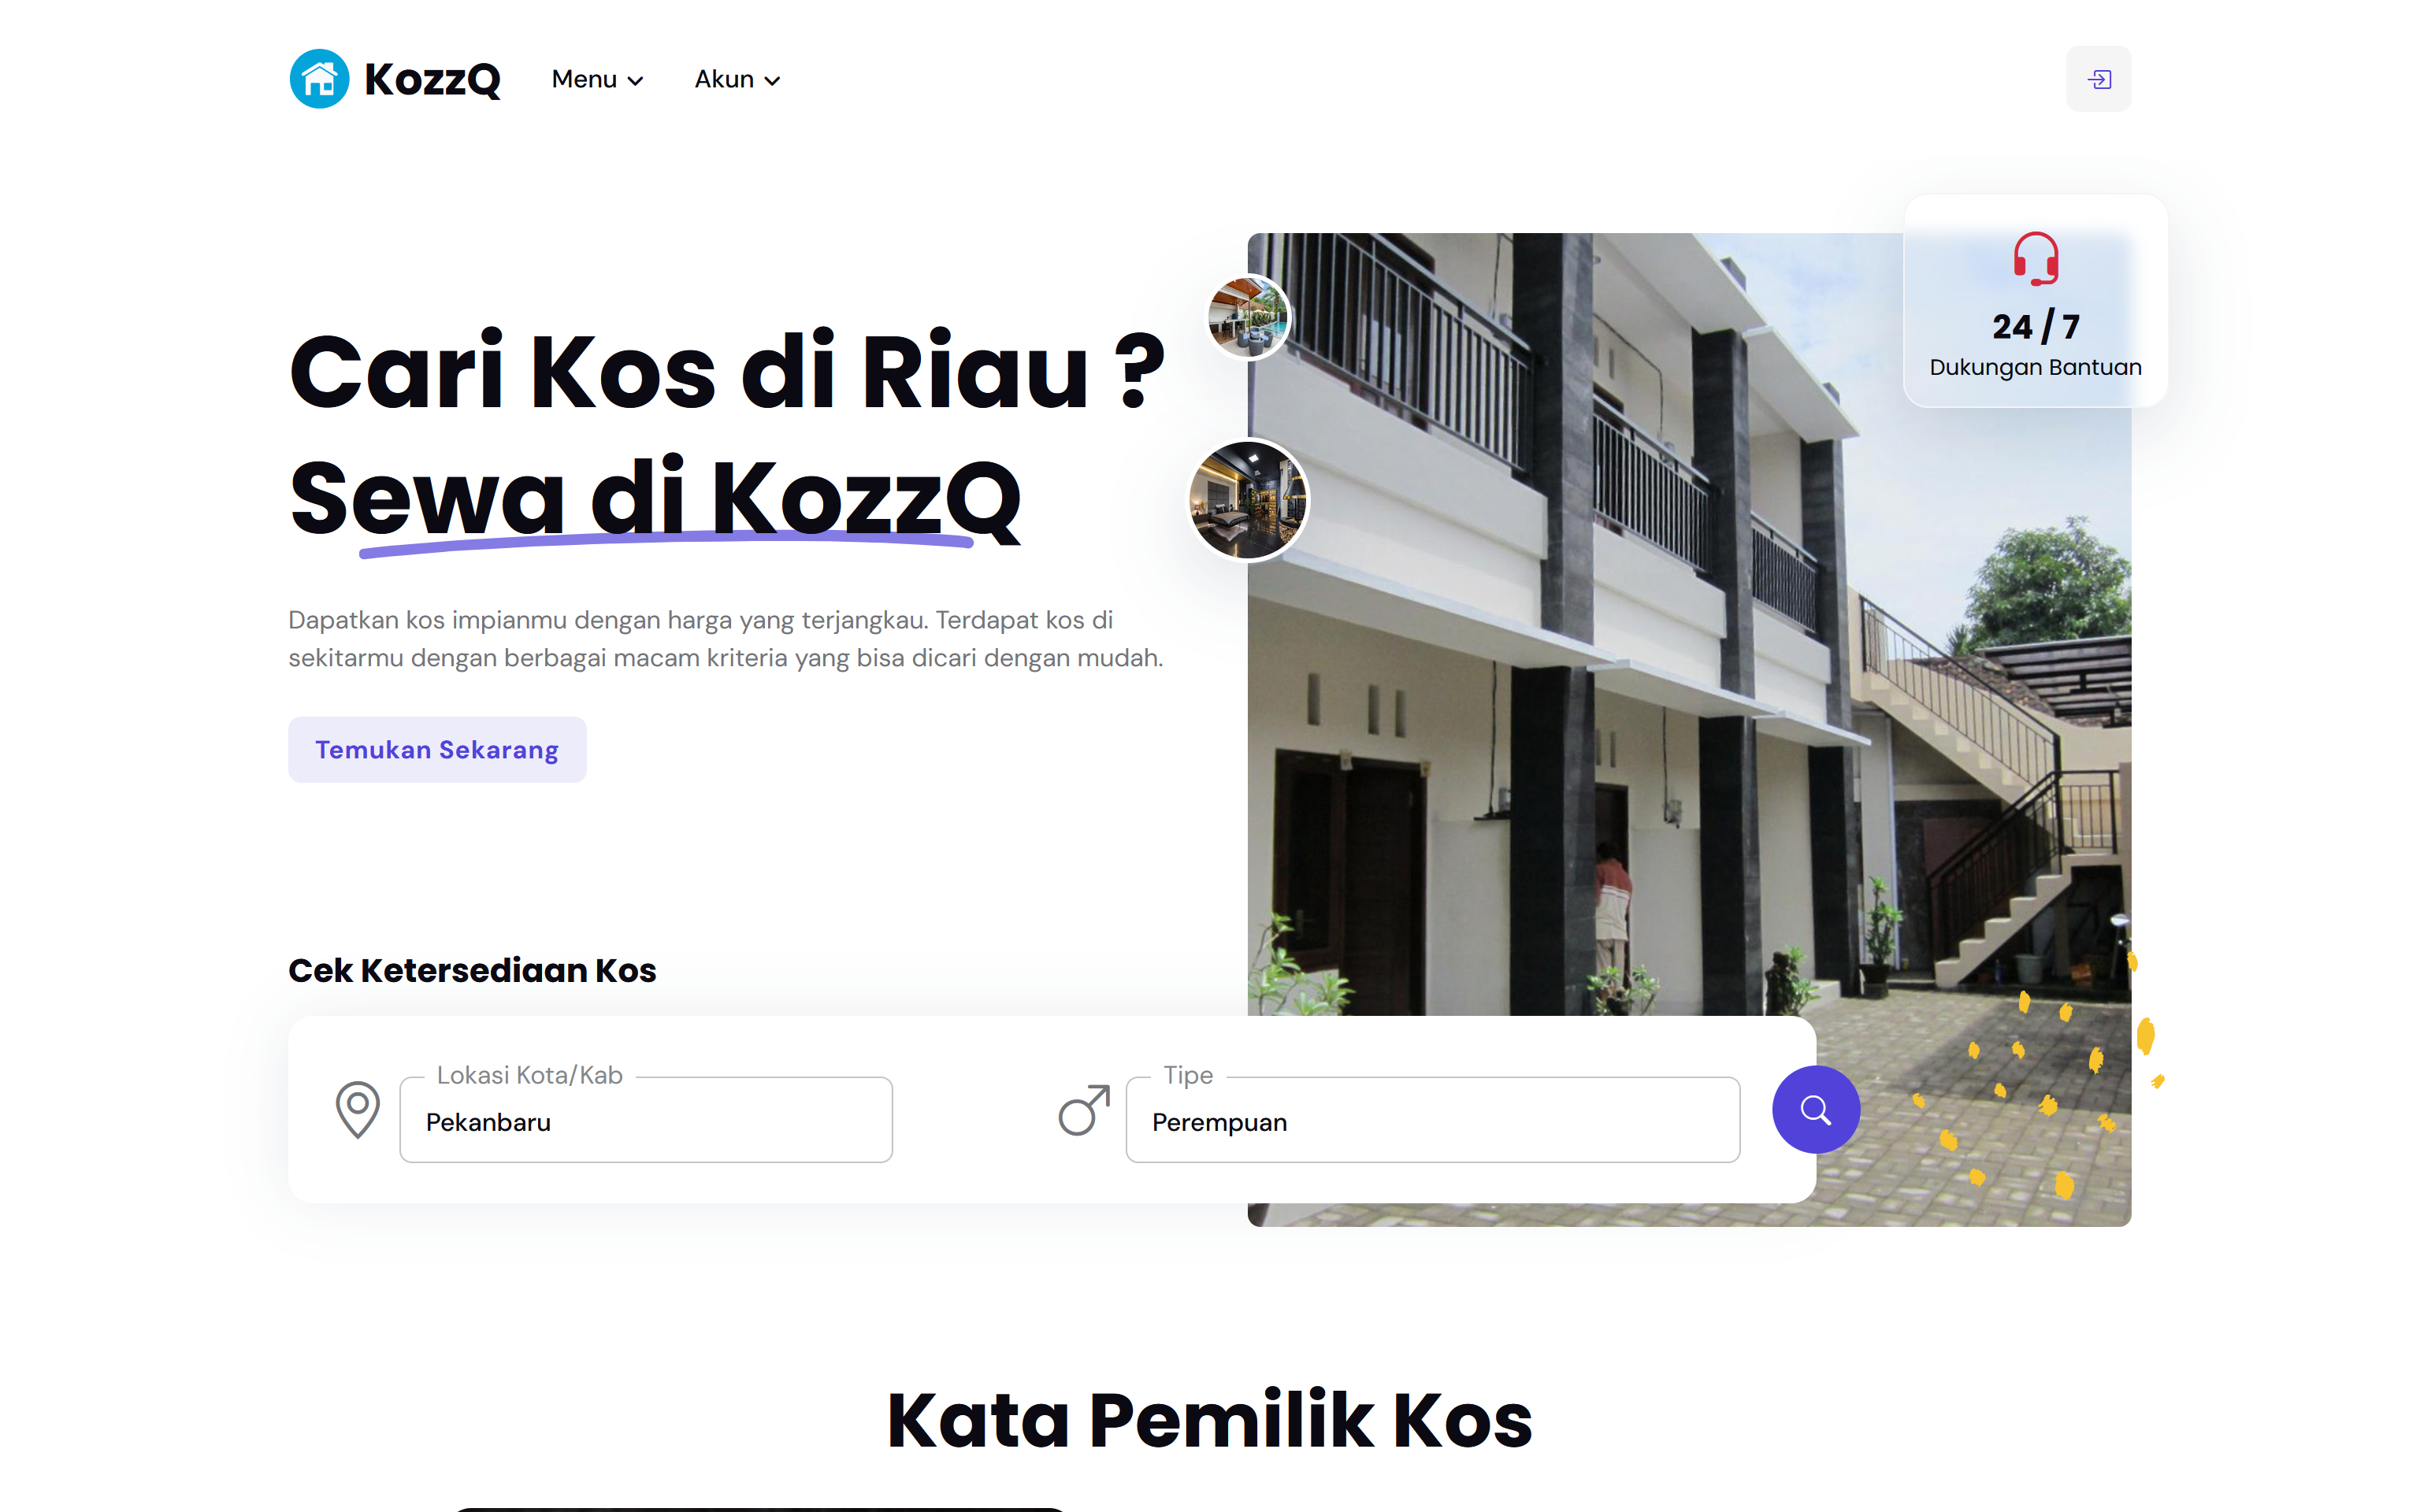 KozzQ
Menu
Akun
24 / 7
Dukungan Bantuan
Cari Kos di Riau ?
Sewa di KozzQ
Dapatkan kos impianmu dengan harga yang terjangkau. Terdapat kos di
sekitarmu dengan berbagai macam kriteria yang bisa dicari dengan mudah.
Temukan Sekarang
Cek Ketersediaan Kos
Lokasi Kota/Kab
Pekanbaru
Tipe
Perempuan
Kata Pemilik Kos